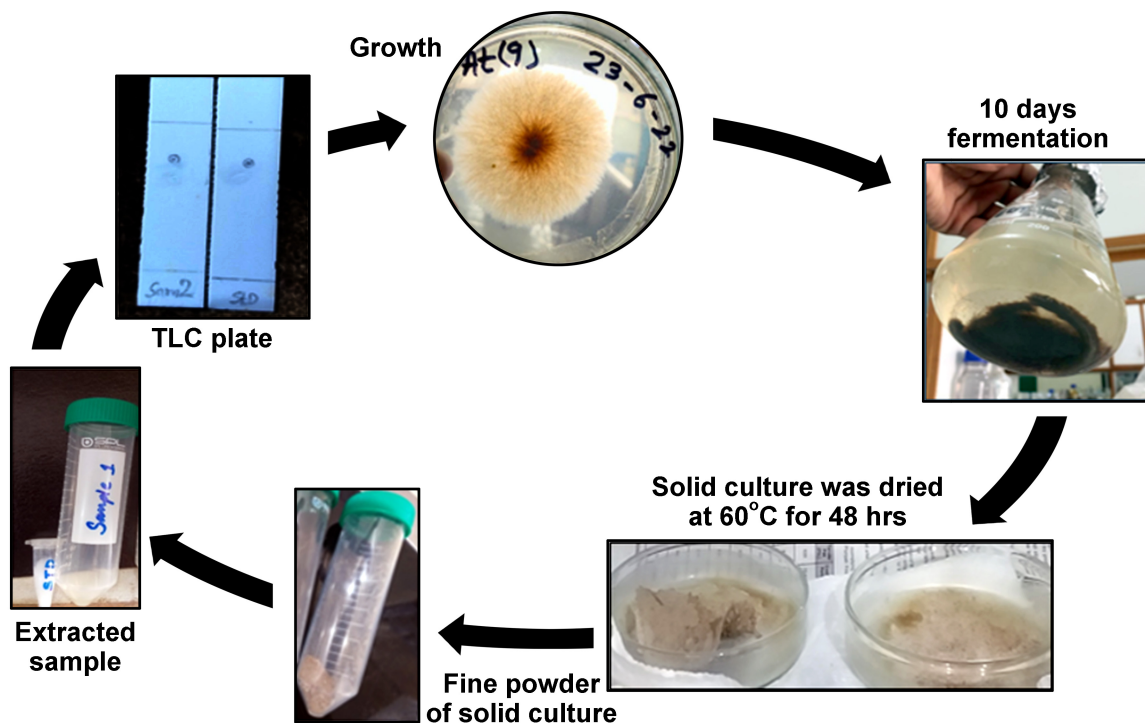 Growth
At(9) 23-6-22
10 days
fermentation
200
TLC plate
STD
Solid culture was dried
at 60°C for 48 hrs
SPL
Sample 1
STD
Extracted
sample
Fine powder
of solid culture